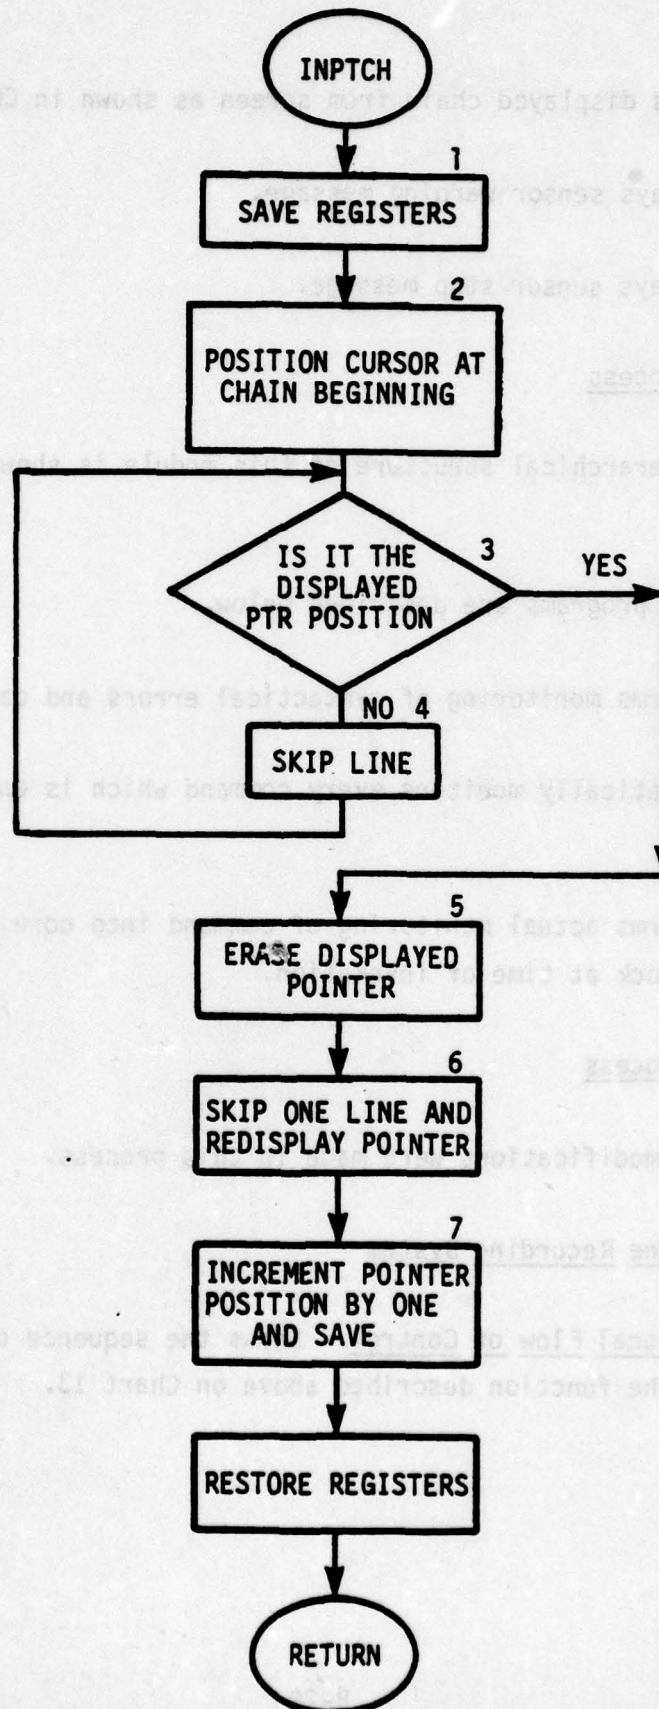 INPTCH
1
SAVE REGISTERS
2
POSITION CURSOR AT
CHAIN BEGINNING
3
IS IT THE
DISPLAYED
PTR POSITION
YES
NO 4
SKIP LINE
5
ERASE DISPLAYED
POINTER
6
SKIP ONE LINE AND
REDISPLAY POINTER
7
INCREMENT POINTER
POSITION BY ONE
AND SAVE
RESTORE REGISTERS
RETURN